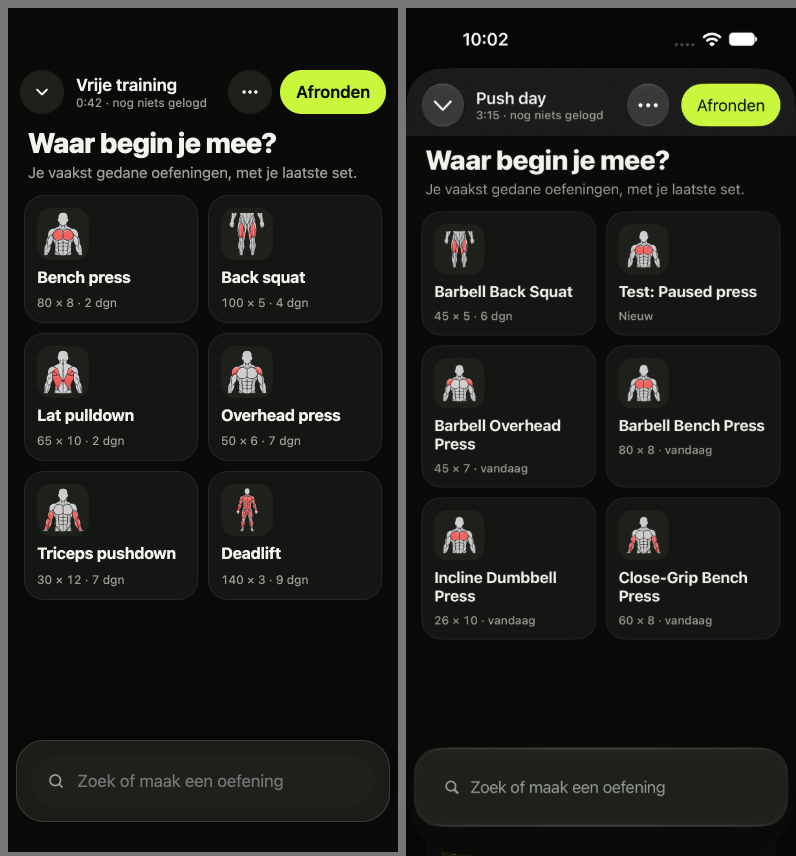 Vrije training
0:42 · nog niets gelogd
Afronden
Waar begin je mee?
Je vaakst gedane oefeningen, met je laatste set.
Bench press
80 × 8 · 2 dgn
Back squat
100 × 5 · 4 dgn
Lat pulldown
65 × 10 · 2 dgn
Overhead press
50 × 6 · 7 dgn
Triceps pushdown
30 × 12 · 7 dgn
Deadlift
140 × 3 · 9 dgn
Zoek of maak een oefening
10:02
Push day
3:15 · nog niets gelogd
Afronden
Waar begin je mee?
Je vaakst gedane oefeningen, met je laatste set.
Barbell Back Squat
45 × 5 · 6 dgn
Test: Paused press
Nieuw
Barbell Overhead
Press
45 × 7 · vandaag
Barbell Bench Press
80 × 8 · vandaag
Incline Dumbbell
Press
26 × 10 · vandaag
Close-Grip Bench
Press
60 × 8 · vandaag
Zoek of maak een oefening